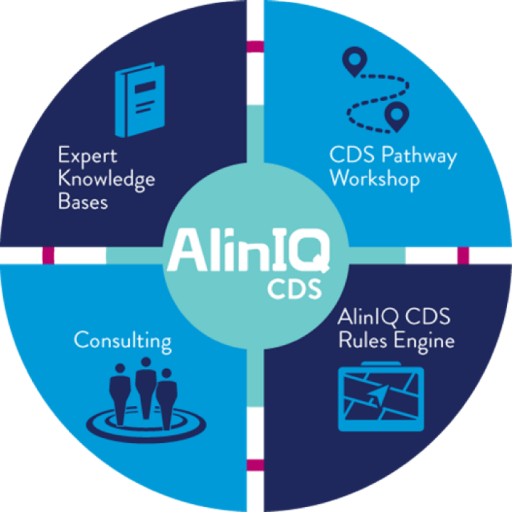 Expert
Knowledge
Bases
CDS Pathway
Workshop
AlinIQ
CDS
Consulting
AlinIQ CDS
Rules Engine